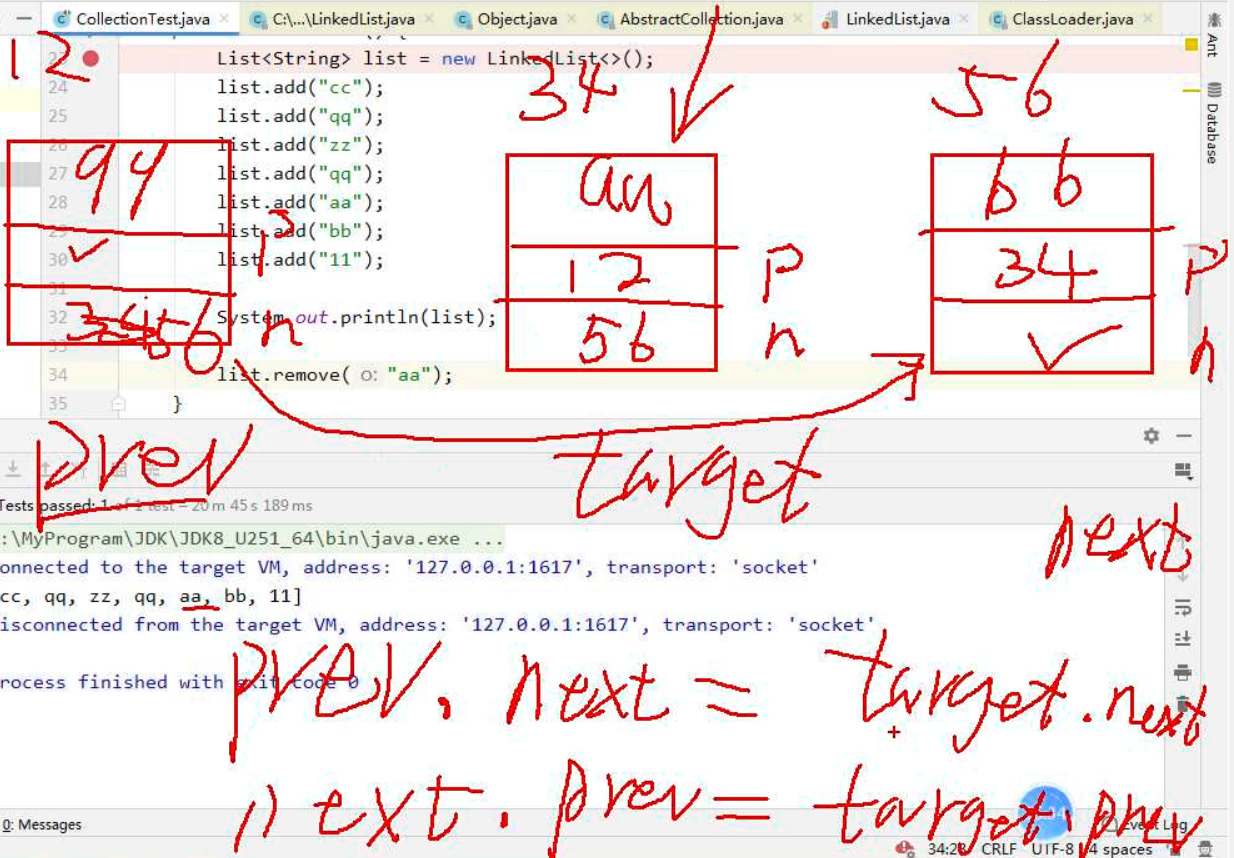 CollectionTest.java × C:\...\LinkedList.java × Object.java × AbstractCollection.java × LinkedList.java × ClassLoader.java ×
12
List<String> list = new LinkedList<>();
34
56
24 list.add("cc");
25 list.add("qq");
26 list.add("zz");
27 list.add("qq");
28 list.add("aa");
29 list.add("bb");
30 list.add("11");
31
32 System.out.println(list);
33
34 list.remove( o: "aa");
35 }
Ant
Database
qq
p
56 n
aa
12 p
56 n
bb
34 p
n
prev
target
next
Tests passed: 1 of 1 test – 20 m 45 s 189 ms
:\MyProgram\JDK\JDK8_U251_64\bin\java.exe ...
onnected to the target VM, address: '127.0.0.1:1617', transport: 'socket'
cc, qq, zz, qq, aa, bb, 11]
isconnected from the target VM, address: '127.0.0.1:1617', transport: 'socket'
rocess finished with exit code 0
prev. next = target.next
next. prev = target.prev
0: Messages
Event Log
34:23 CRLF UTF-8 4 spaces